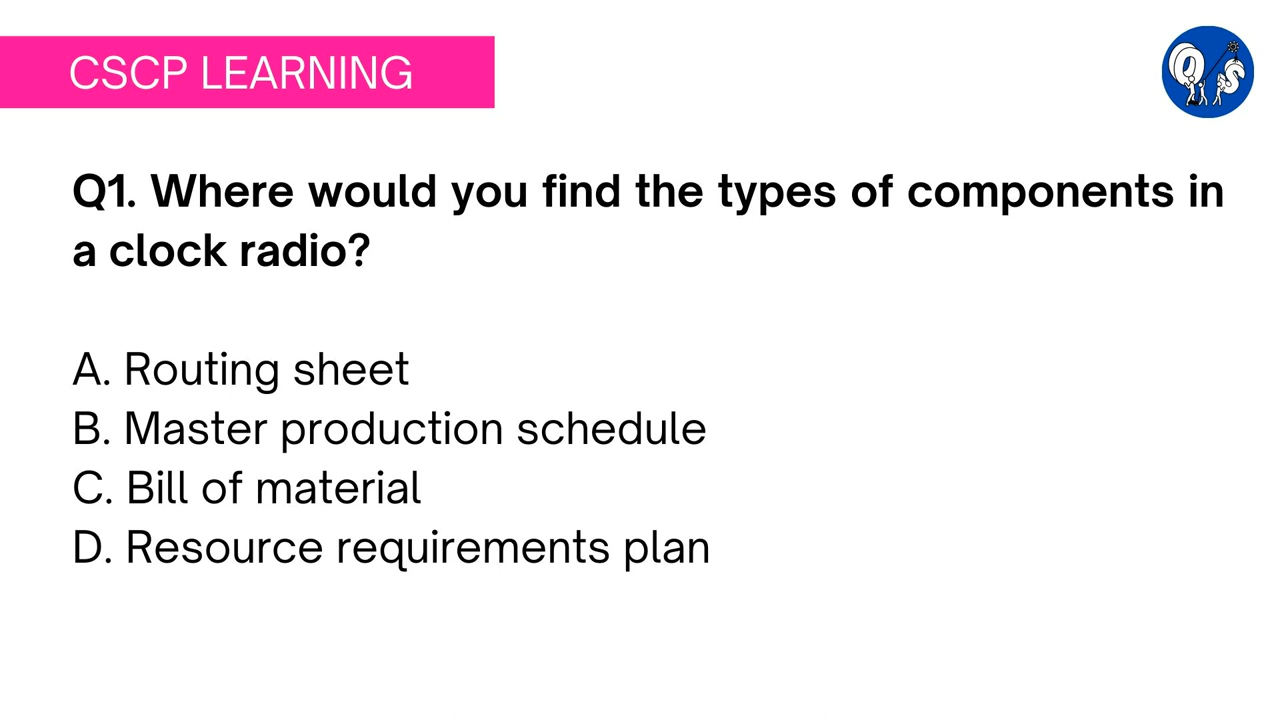 CSCP LEARNING
QS
Q1. Where would you find the types of components in
a clock radio?
A. Routing sheet
B. Master production schedule
C. Bill of material
D. Resource requirements plan